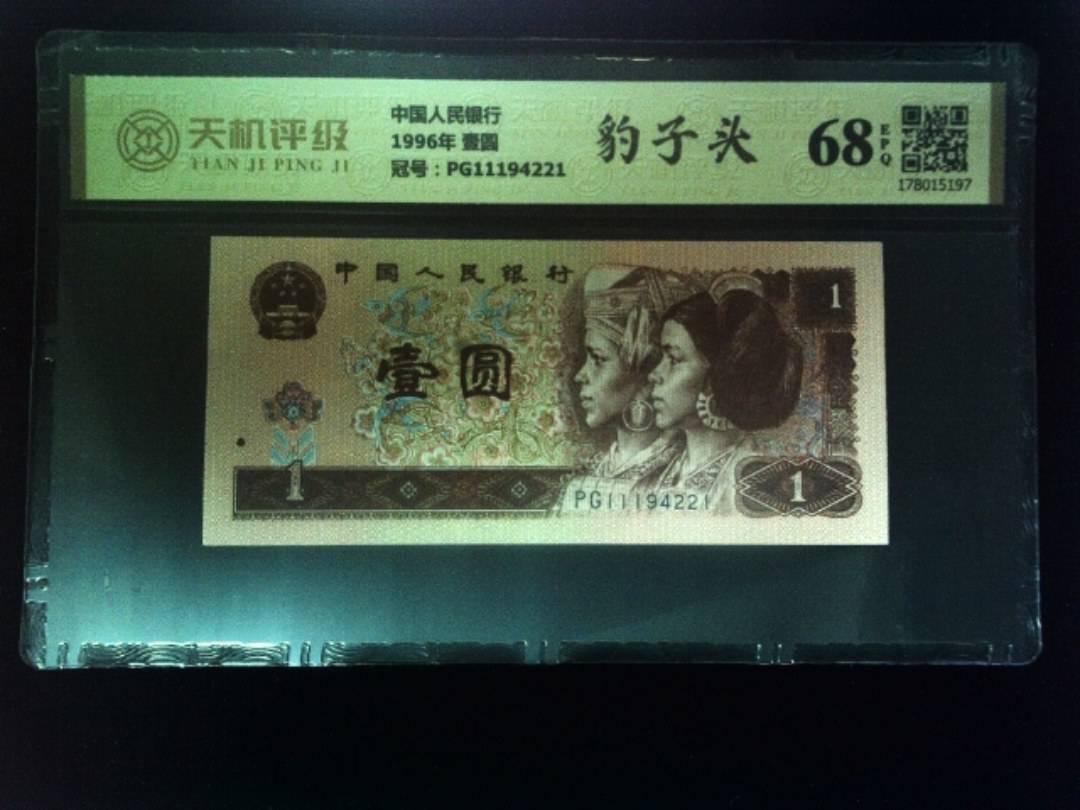 天机评级
TIAN JI PING JI
中国人民银行
1996年 壹圆
冠号：PG11194221
豹子头
68
EPQ
178015197
中国人民银行
1
壹圆
1
PG11194221
1